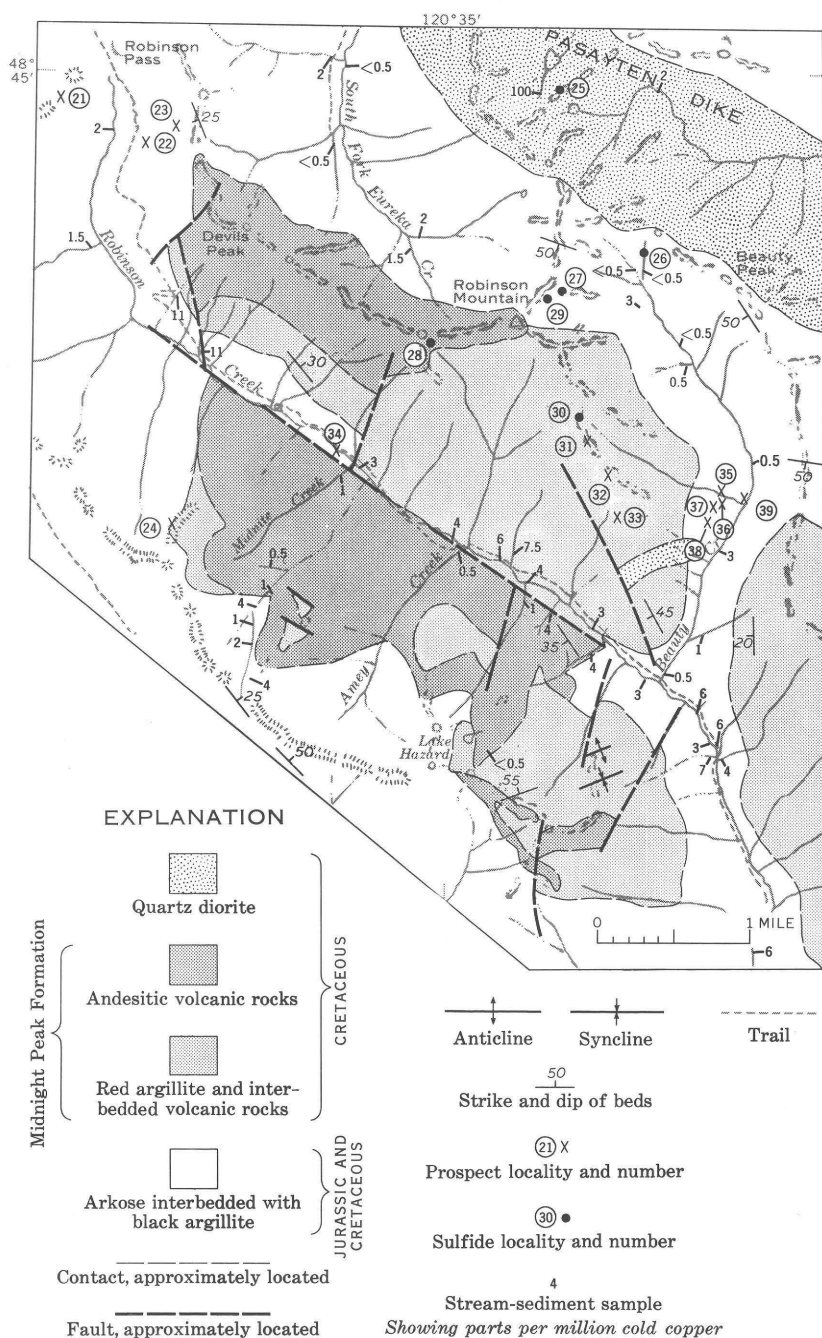 120°35'
48°
45'
Robinson
Pass
PASAYTEN
DIKE
2
<0.5
South
Fork Eureka
Cr
100
25
21
23
22
25
2
2
<0.5
<0.5
1.5
Robinson
Creek
Devils
Peak
2
1.5
Robinson
Mountain
50
26
<0.5
<0.5
27
29
3
Beauty
Peak
50
<0.5
0.5
11
11
30
28
30
31
32
33
34
3
1
Midnite Creek
24
0.5
50
35
37
36
39
38
3
0.5
4
6
7.5
4
0.5
Creek
Amey
1
4
35
3
4
45
Beauty
1
20
0.5
3
4
1
1
2
4
25
50
Lake
Hazard
<0.5
55
6
6
3
7
4
6
0
1 MILE
EXPLANATION
Quartz diorite
Andesitic volcanic rocks
Red argillite and inter-
bedded volcanic rocks
Midnight Peak Formation
CRETACEOUS
Arkose interbedded with
black argillite
JURASSIC AND
CRETACEOUS
Contact, approximately located
Fault, approximately located
Anticline
Syncline
Trail
50
Strike and dip of beds
21 X
Prospect locality and number
30
Sulfide locality and number
4
Stream-sediment sample
Showing parts per million cold copper